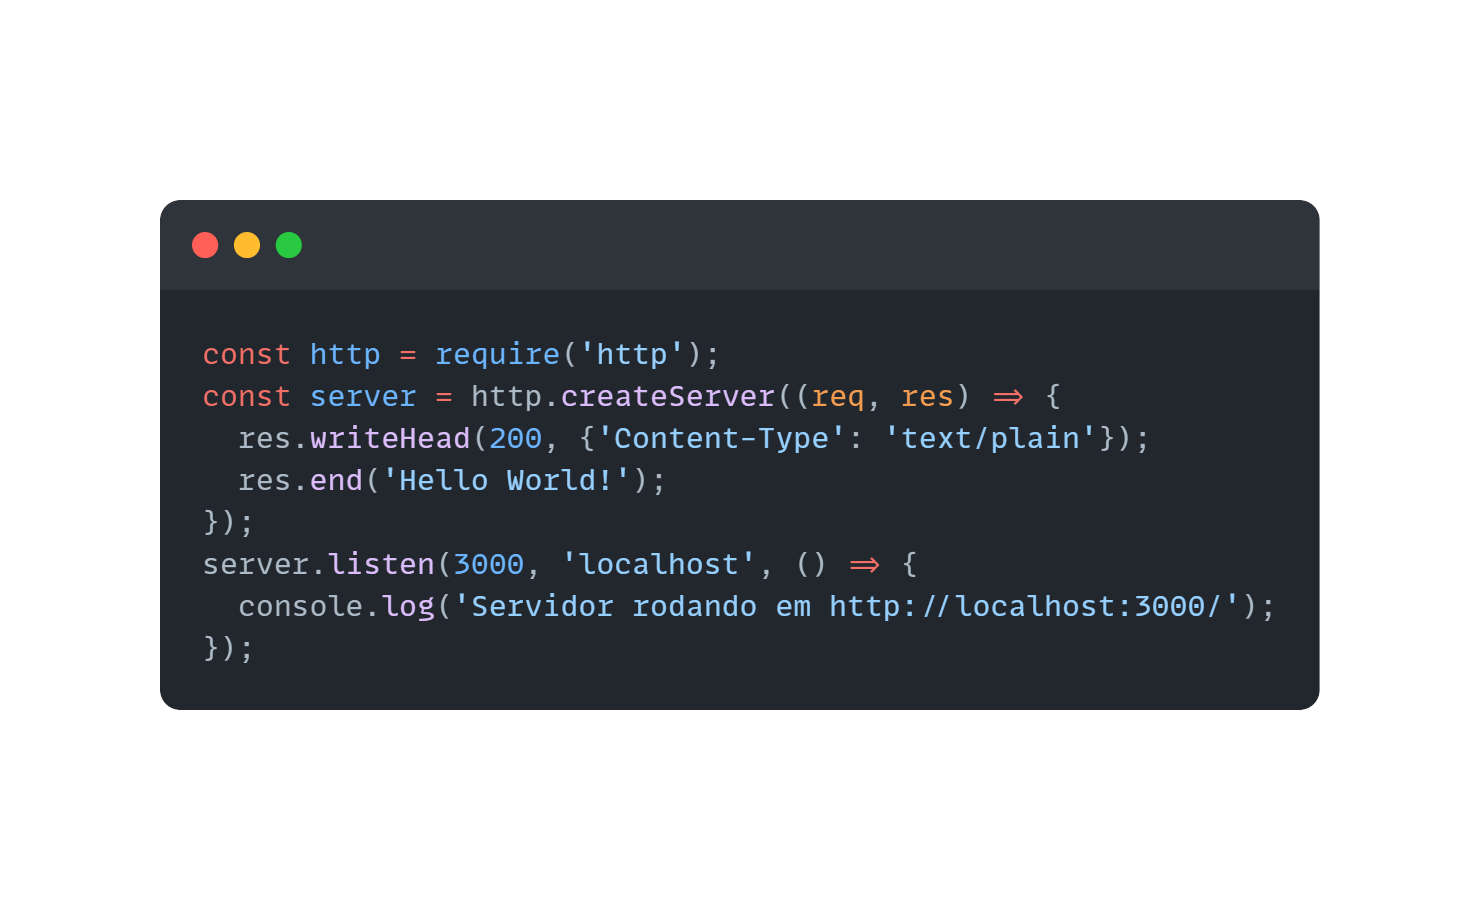 const http = require('http');
const server = http.createServer((req, res) => {
  res.writeHead(200, {'Content-Type': 'text/plain'});
  res.end('Hello World!');
});
server.listen(3000, 'localhost', () => {
  console.log('Servidor rodando em http://localhost:3000/');
});